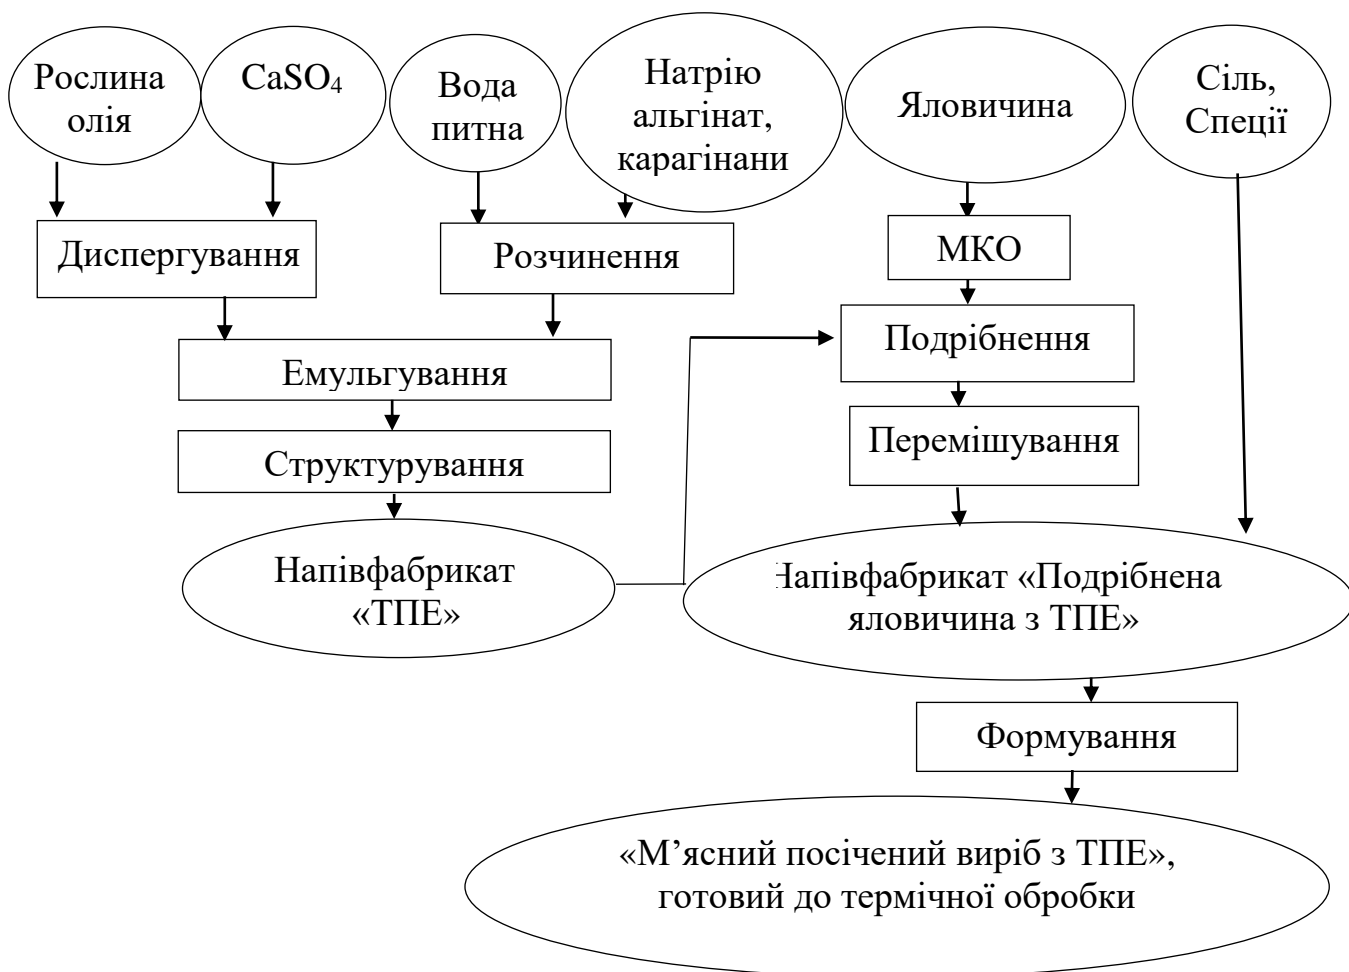 Рослина
олія
CaSO₄
Вода
питна
Натрію
альгінат,
карагінани
Яловичина
Сіль,
Спеції
Диспергування
Розчинення
МКО
Подрібнення
Емульгування
Перемішування
Структурування
Напівфабрикат
«ТПЕ»
Напівфабрикат «Подрібнена
яловичина з ТПЕ»
Формування
«М’ясний посічений виріб з ТПЕ»,
готовий до термічної обробки